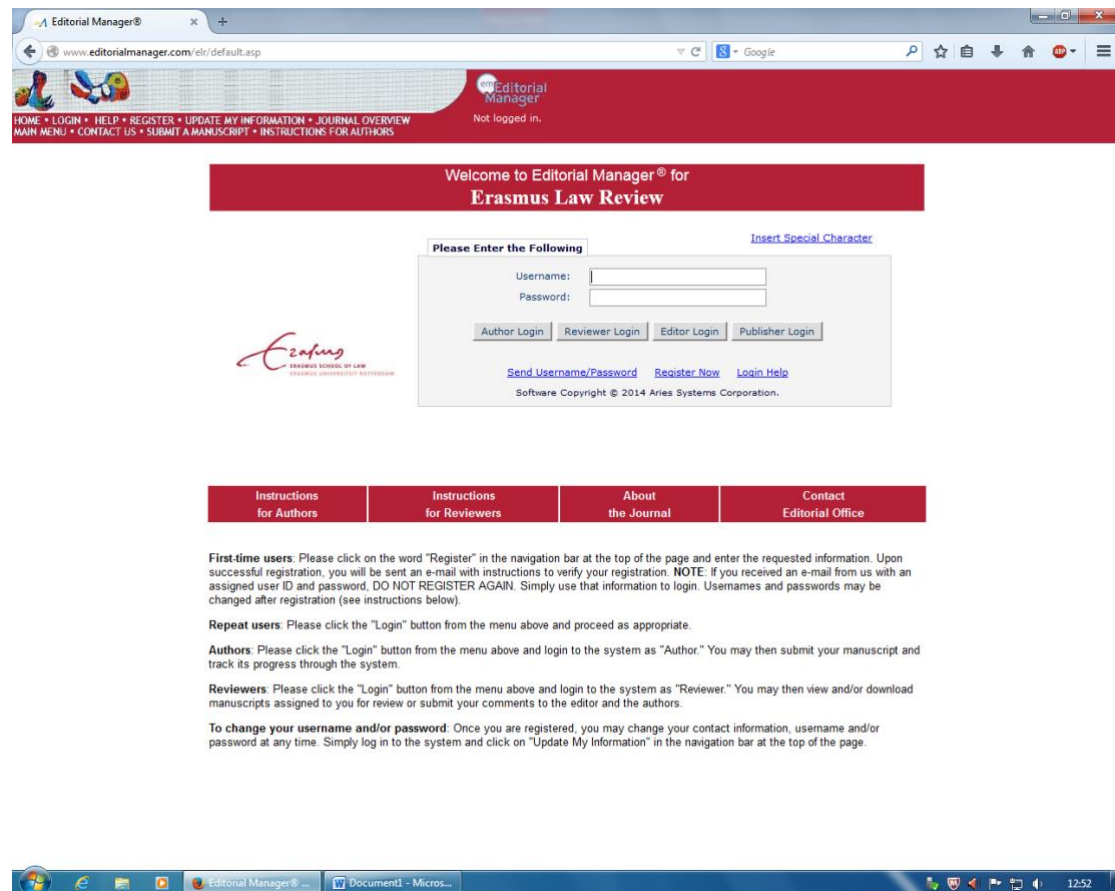 Editorial Manager®
www.editorialmanager.com/elr/default.asp
Google
ABP
em Editorial
Manager
HOME • LOGIN • HELP • REGISTER • UPDATE MY INFORMATION • JOURNAL OVERVIEW
Not logged in.
MAIN MENU • CONTACT US • SUBMIT A MANUSCRIPT • INSTRUCTIONS FOR AUTHORS
Welcome to Editorial Manager® for
Erasmus Law Review
Insert Special Character
Please Enter the Following
Username:
Password:
Author Login Reviewer Login Editor Login Publisher Login
Erasmus
ERASMUS SCHOOL OF LAW
ERASMUS UNIVERSITEIT ROTTERDAM
Send Username/Password Register Now Login Help
Software Copyright © 2014 Aries Systems Corporation.
Instructions for Authors
Instructions for Reviewers
About the Journal
Contact Editorial Office
First-time users: Please click on the word "Register" in the navigation bar at the top of the page and enter the requested information. Upon
successful registration, you will be sent an e-mail with instructions to verify your registration. NOTE: If you received an e-mail from us with an
assigned user ID and password, DO NOT REGISTER AGAIN. Simply use that information to login. Usernames and passwords may be
changed after registration (see instructions below).
Repeat users: Please click the "Login" button from the menu above and proceed as appropriate.
Authors: Please click the "Login" button from the menu above and login to the system as "Author." You may then submit your manuscript and
track its progress through the system.
Reviewers: Please click the "Login" button from the menu above and login to the system as "Reviewer." You may then view and/or download
manuscripts assigned to you for review or submit your comments to the editor and the authors.
To change your username and/or password: Once you are registered, you may change your contact information, username and/or
password at any time. Simply log in to the system and click on "Update My Information" in the navigation bar at the top of the page.
Editorial Manager® ... Document1 - Micros... 12:52